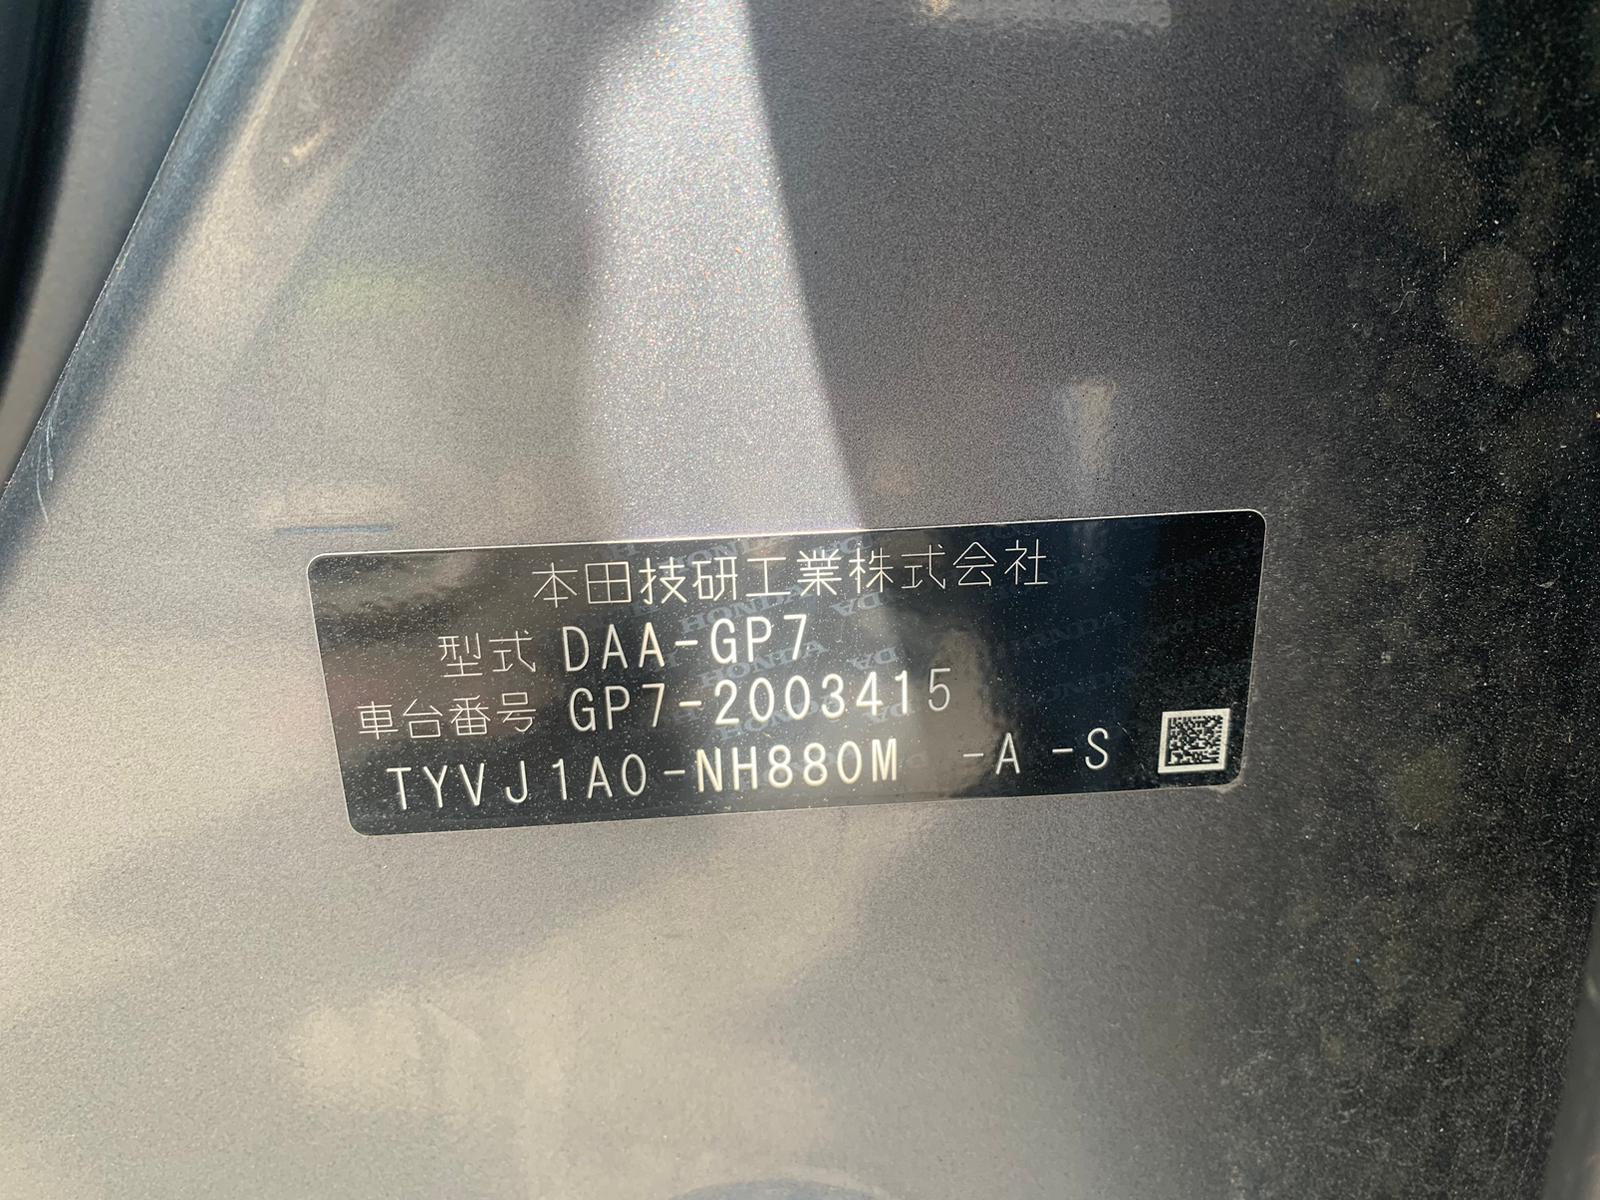 本田技研工業株式会社
型式 DAA-GP7
車台番号 GP7-2003415
TYVJ1A0-NH880M -A -S